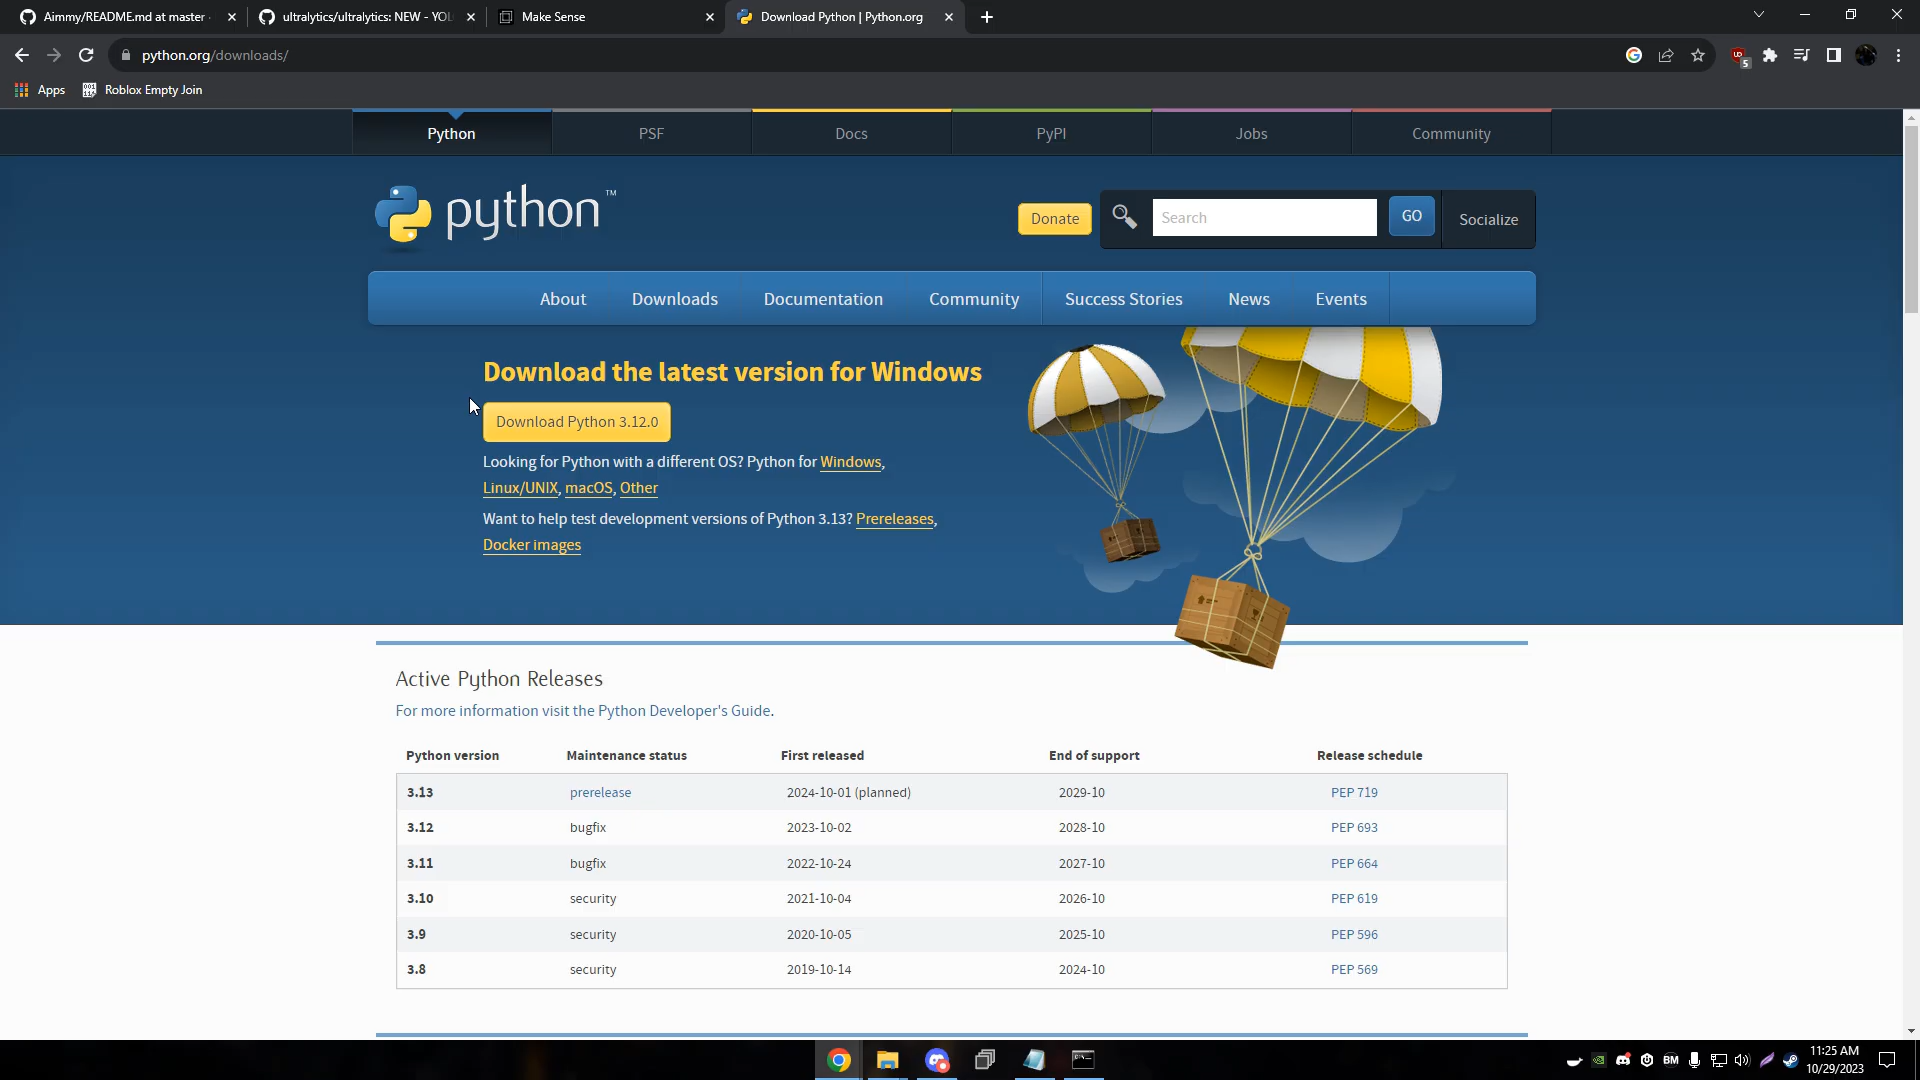 Aimmy/README.md at master
ultralytics/ultralytics: NEW - YOL
Make Sense
Download Python | Python.org
python.org/downloads/
5
Apps
Roblox Empty Join
Python
PSF
Docs
PyPI
Jobs
Community
python™
Donate
Search
GO
Socialize
About
Downloads
Documentation
Community
Success Stories
News
Events
Download the latest version for Windows
Download Python 3.12.0
Looking for Python with a different OS? Python for Windows,
Linux/UNIX, macOS, Other
Want to help test development versions of Python 3.13? Prereleases,
Docker images
Active Python Releases
For more information visit the Python Developer's Guide.
Python version Maintenance status First released End of support Release schedule
3.13 prerelease 2024-10-01 (planned) 2029-10 PEP 719
3.12 bugfix 2023-10-02 2028-10 PEP 693
3.11 bugfix 2022-10-24 2027-10 PEP 664
3.10 security 2021-10-04 2026-10 PEP 619
3.9 security 2020-10-05 2025-10 PEP 596
3.8 security 2019-10-14 2024-10 PEP 569
BM
11:25 AM
10/29/2023